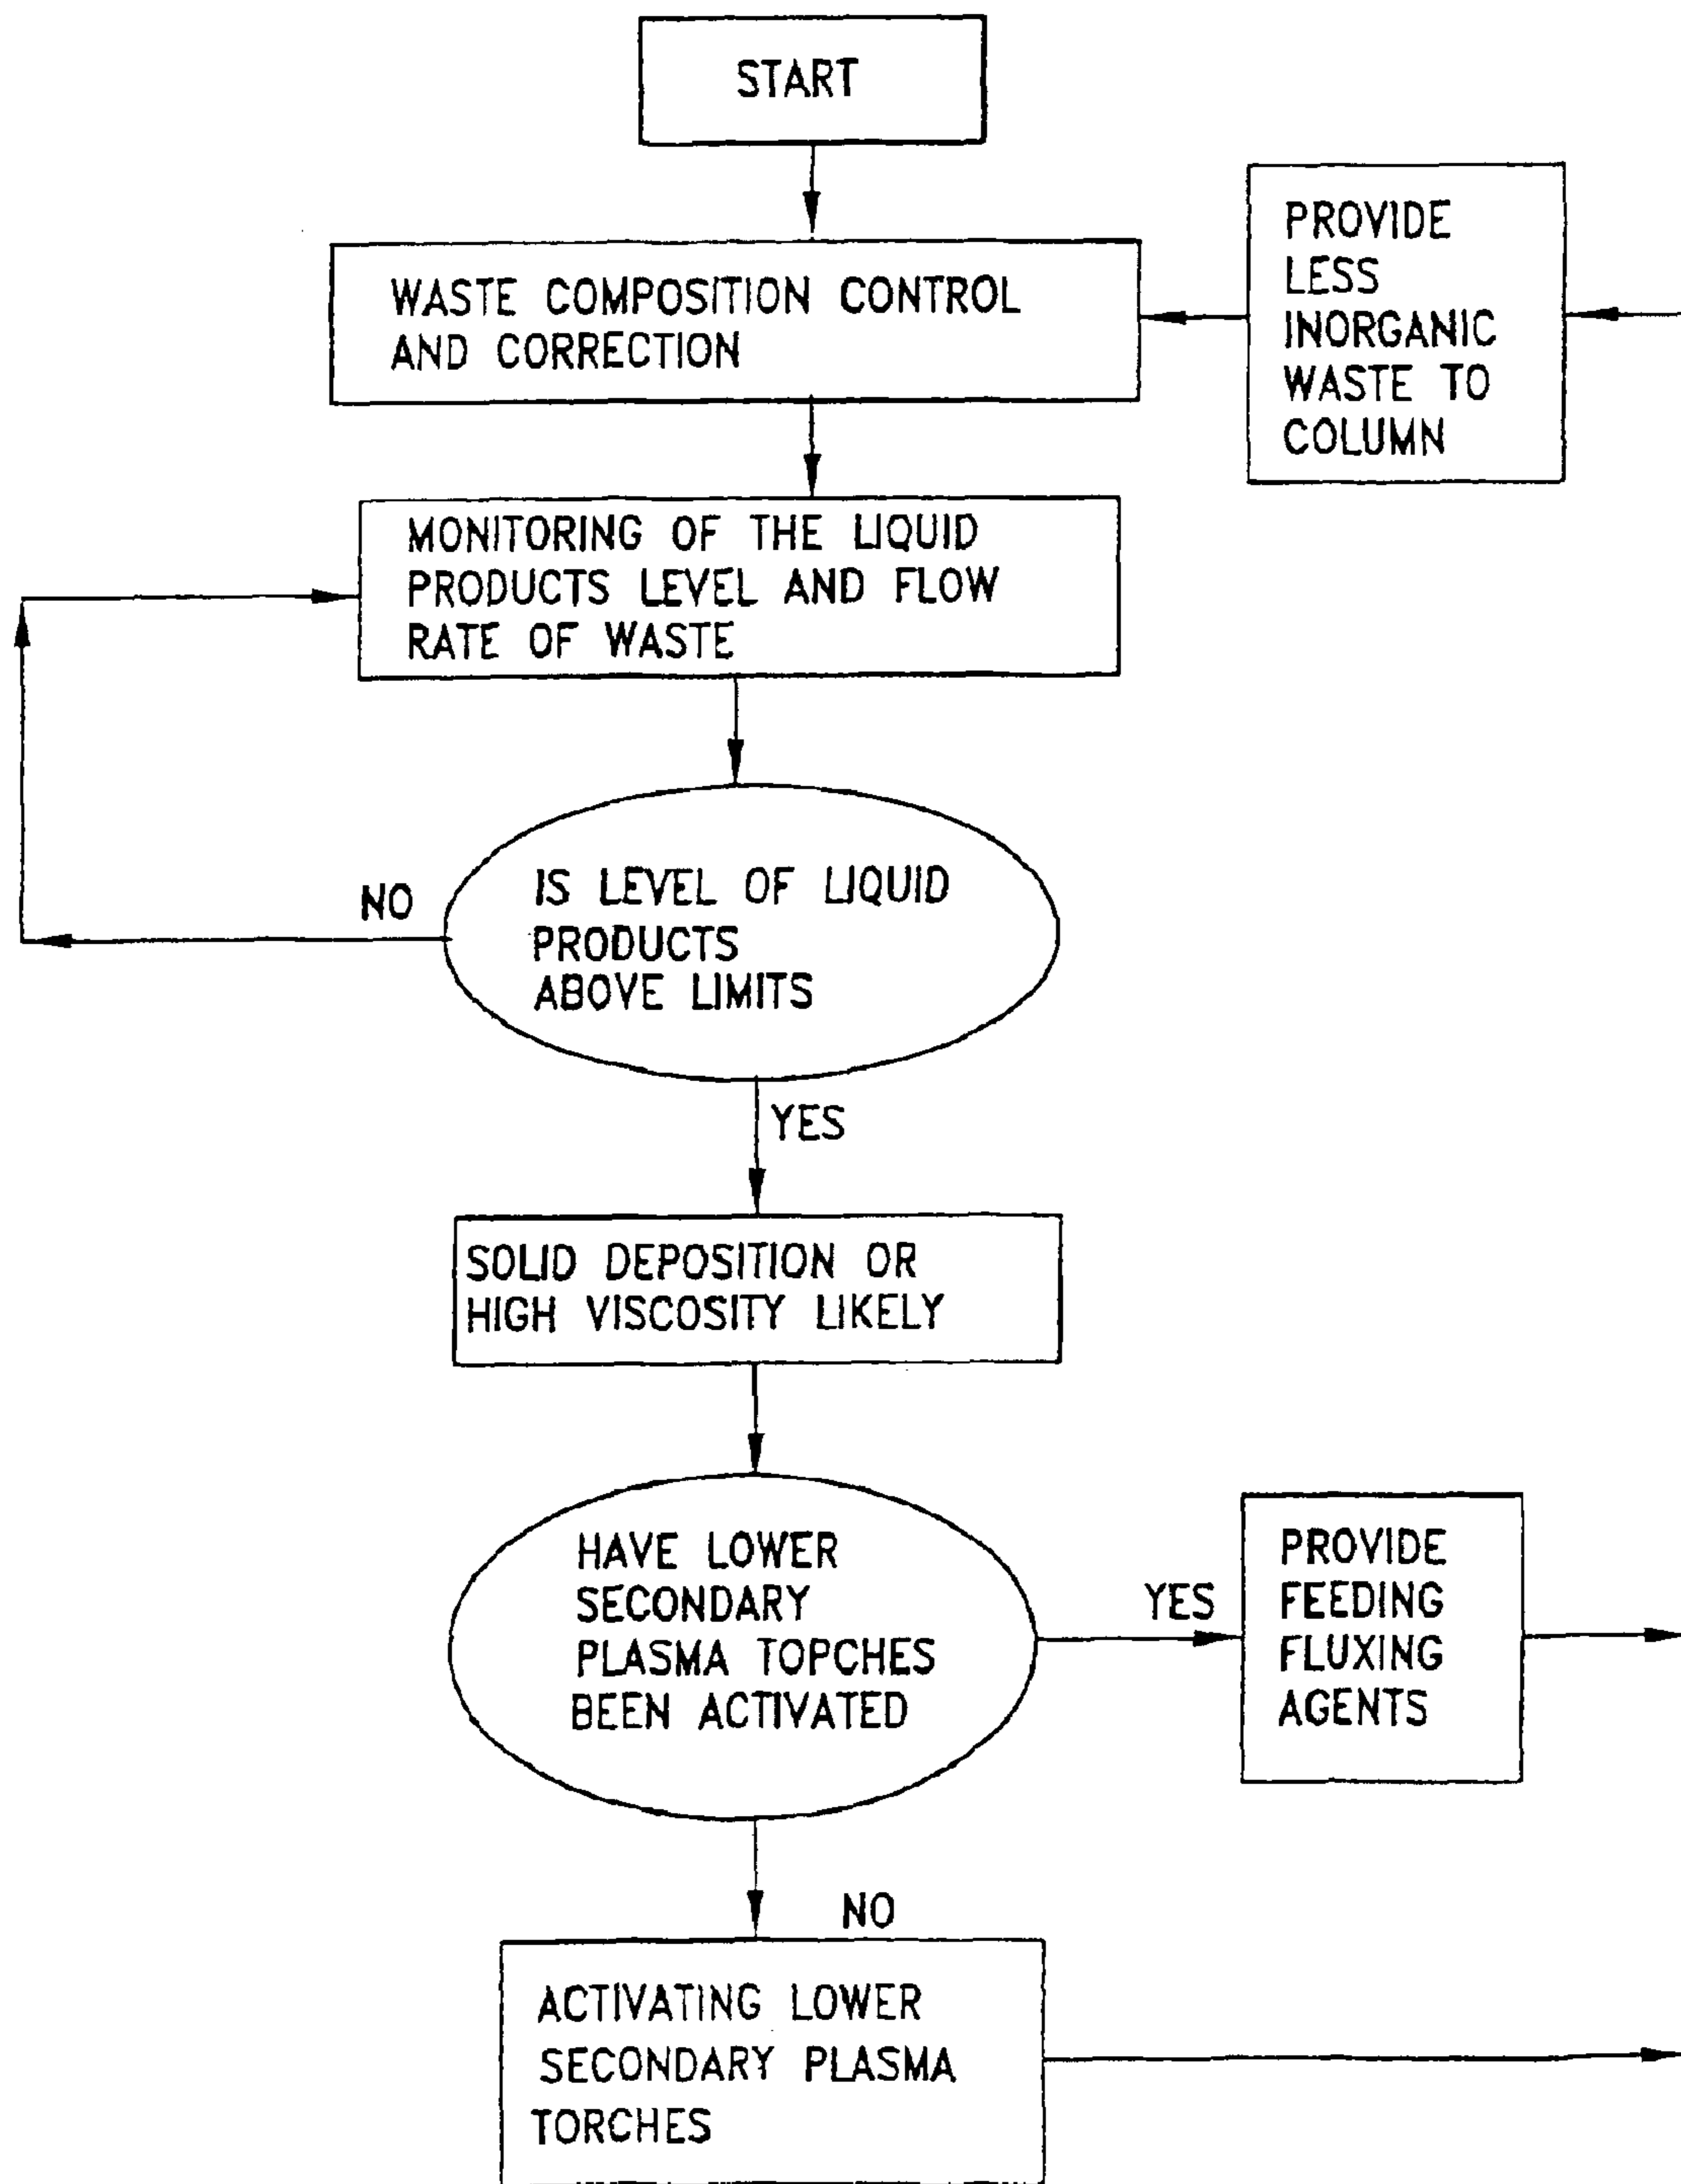 START
PROVIDE
LESS
INORGANIC
WASTE TO
COLUMN
WASTE COMPOSITION CONTROL
AND CORRECTION
MONITORING OF THE LIQUID
PRODUCTS LEVEL AND FLOW
RATE OF WASTE
IS LEVEL OF LIQUID
PRODUCTS
ABOVE LIMITS
NO
YES
SOLID DEPOSITION OR
HIGH VISCOSITY LIKELY
HAVE LOWER
SECONDARY
PLASMA TOPCHES
BEEN ACTIVATED
YES
PROVIDE
FEEDING
FLUXING
AGENTS
NO
ACTIVATING LOWER
SECONDARY PLASMA
TORCHES